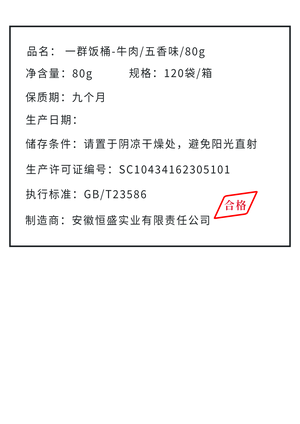 品名： 一群饭桶-牛肉/五香味/80g
净含量：80g 规格：120袋/箱
保质期：九个月
生产日期：
储存条件：请置于阴凉干燥处，避免阳光直射
生产许可证编号：SC10434162305101
执行标准：GB/T23586
制造商：安徽恒盛实业有限责任公司
合格